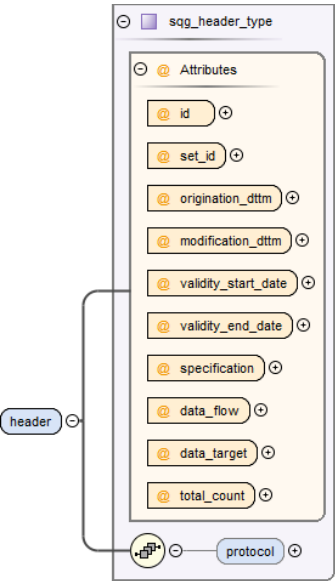 sqg_header_type
@ Attributes
@ id
@ set_id
@ origination_dttm
@ modification_dttm
@ validity_start_date
@ validity_end_date
@ specification
@ data_flow
@ data_target
@ total_count
header
protocol